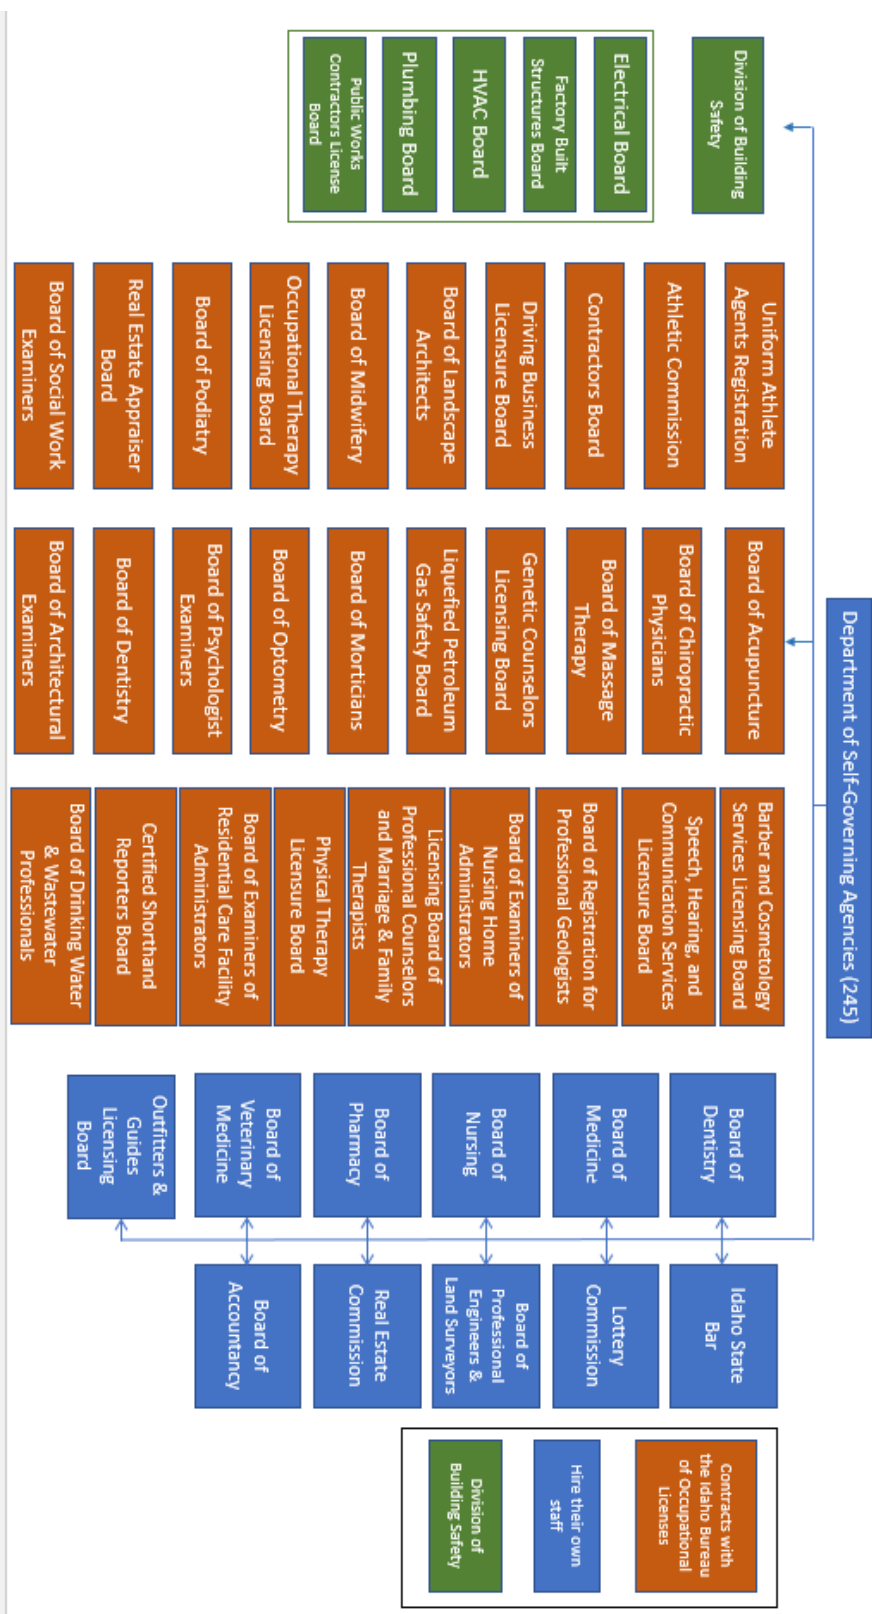 Department of Self-Governing Agencies (245)
Division of Building
Safety
Electrical Board
Factory Built
Structures Board
HVAC Board
Plumbing Board
Public Works
Contractors License
Board
Uniform Athlete
Agents Registration
Athletic Commission
Contractors Board
Driving Business
Licensure Board
Board of Landscape
Architects
Board of Midwifery
Occupational Therapy
Licensing Board
Board of Podiatry
Real Estate Appraiser
Board
Board of Social Work
Examiners
Board of Acupuncture
Board of Chiropractic
Physicians
Board of Massage
Therapy
Genetic Counselors
Licensing Board
Liquefied Petroleum
Gas Safety Board
Board of Morticians
Board of Optometry
Board of Psychologist
Examiners
Board of Dentistry
Board of Architectural
Examiners
Barber and Cosmetology
Services Licensing Board
Speech, Hearing, and
Communication Services
Licensure Board
Board of Registration for
Professional Geologists
Board of Examiners of
Nursing Home
Administrators
Licensing Board of
Professional Counselors
and Marriage & Family
Therapists
Physical Therapy
Licensure Board
Board of Examiners of
Residential Care Facility
Administrators
Certified Shorthand
Reporters Board
Board of Drinking Water
& Wastewater
Professionals
Board of
Dentistry
Board of
Medicine
Board of
Nursing
Board of
Pharmacy
Board of
Veterinary
Medicine
Outfitters &
Guides
Licensing
Board
Idaho State
Bar
Lottery
Commission
Board of
Professional
Engineers &
Land Surveyors
Real Estate
Commission
Board of
Accountancy
Contracts with
the Idaho Bureau
of Occupational
Licenses
Hire their own
staff
Division of
Building Safety